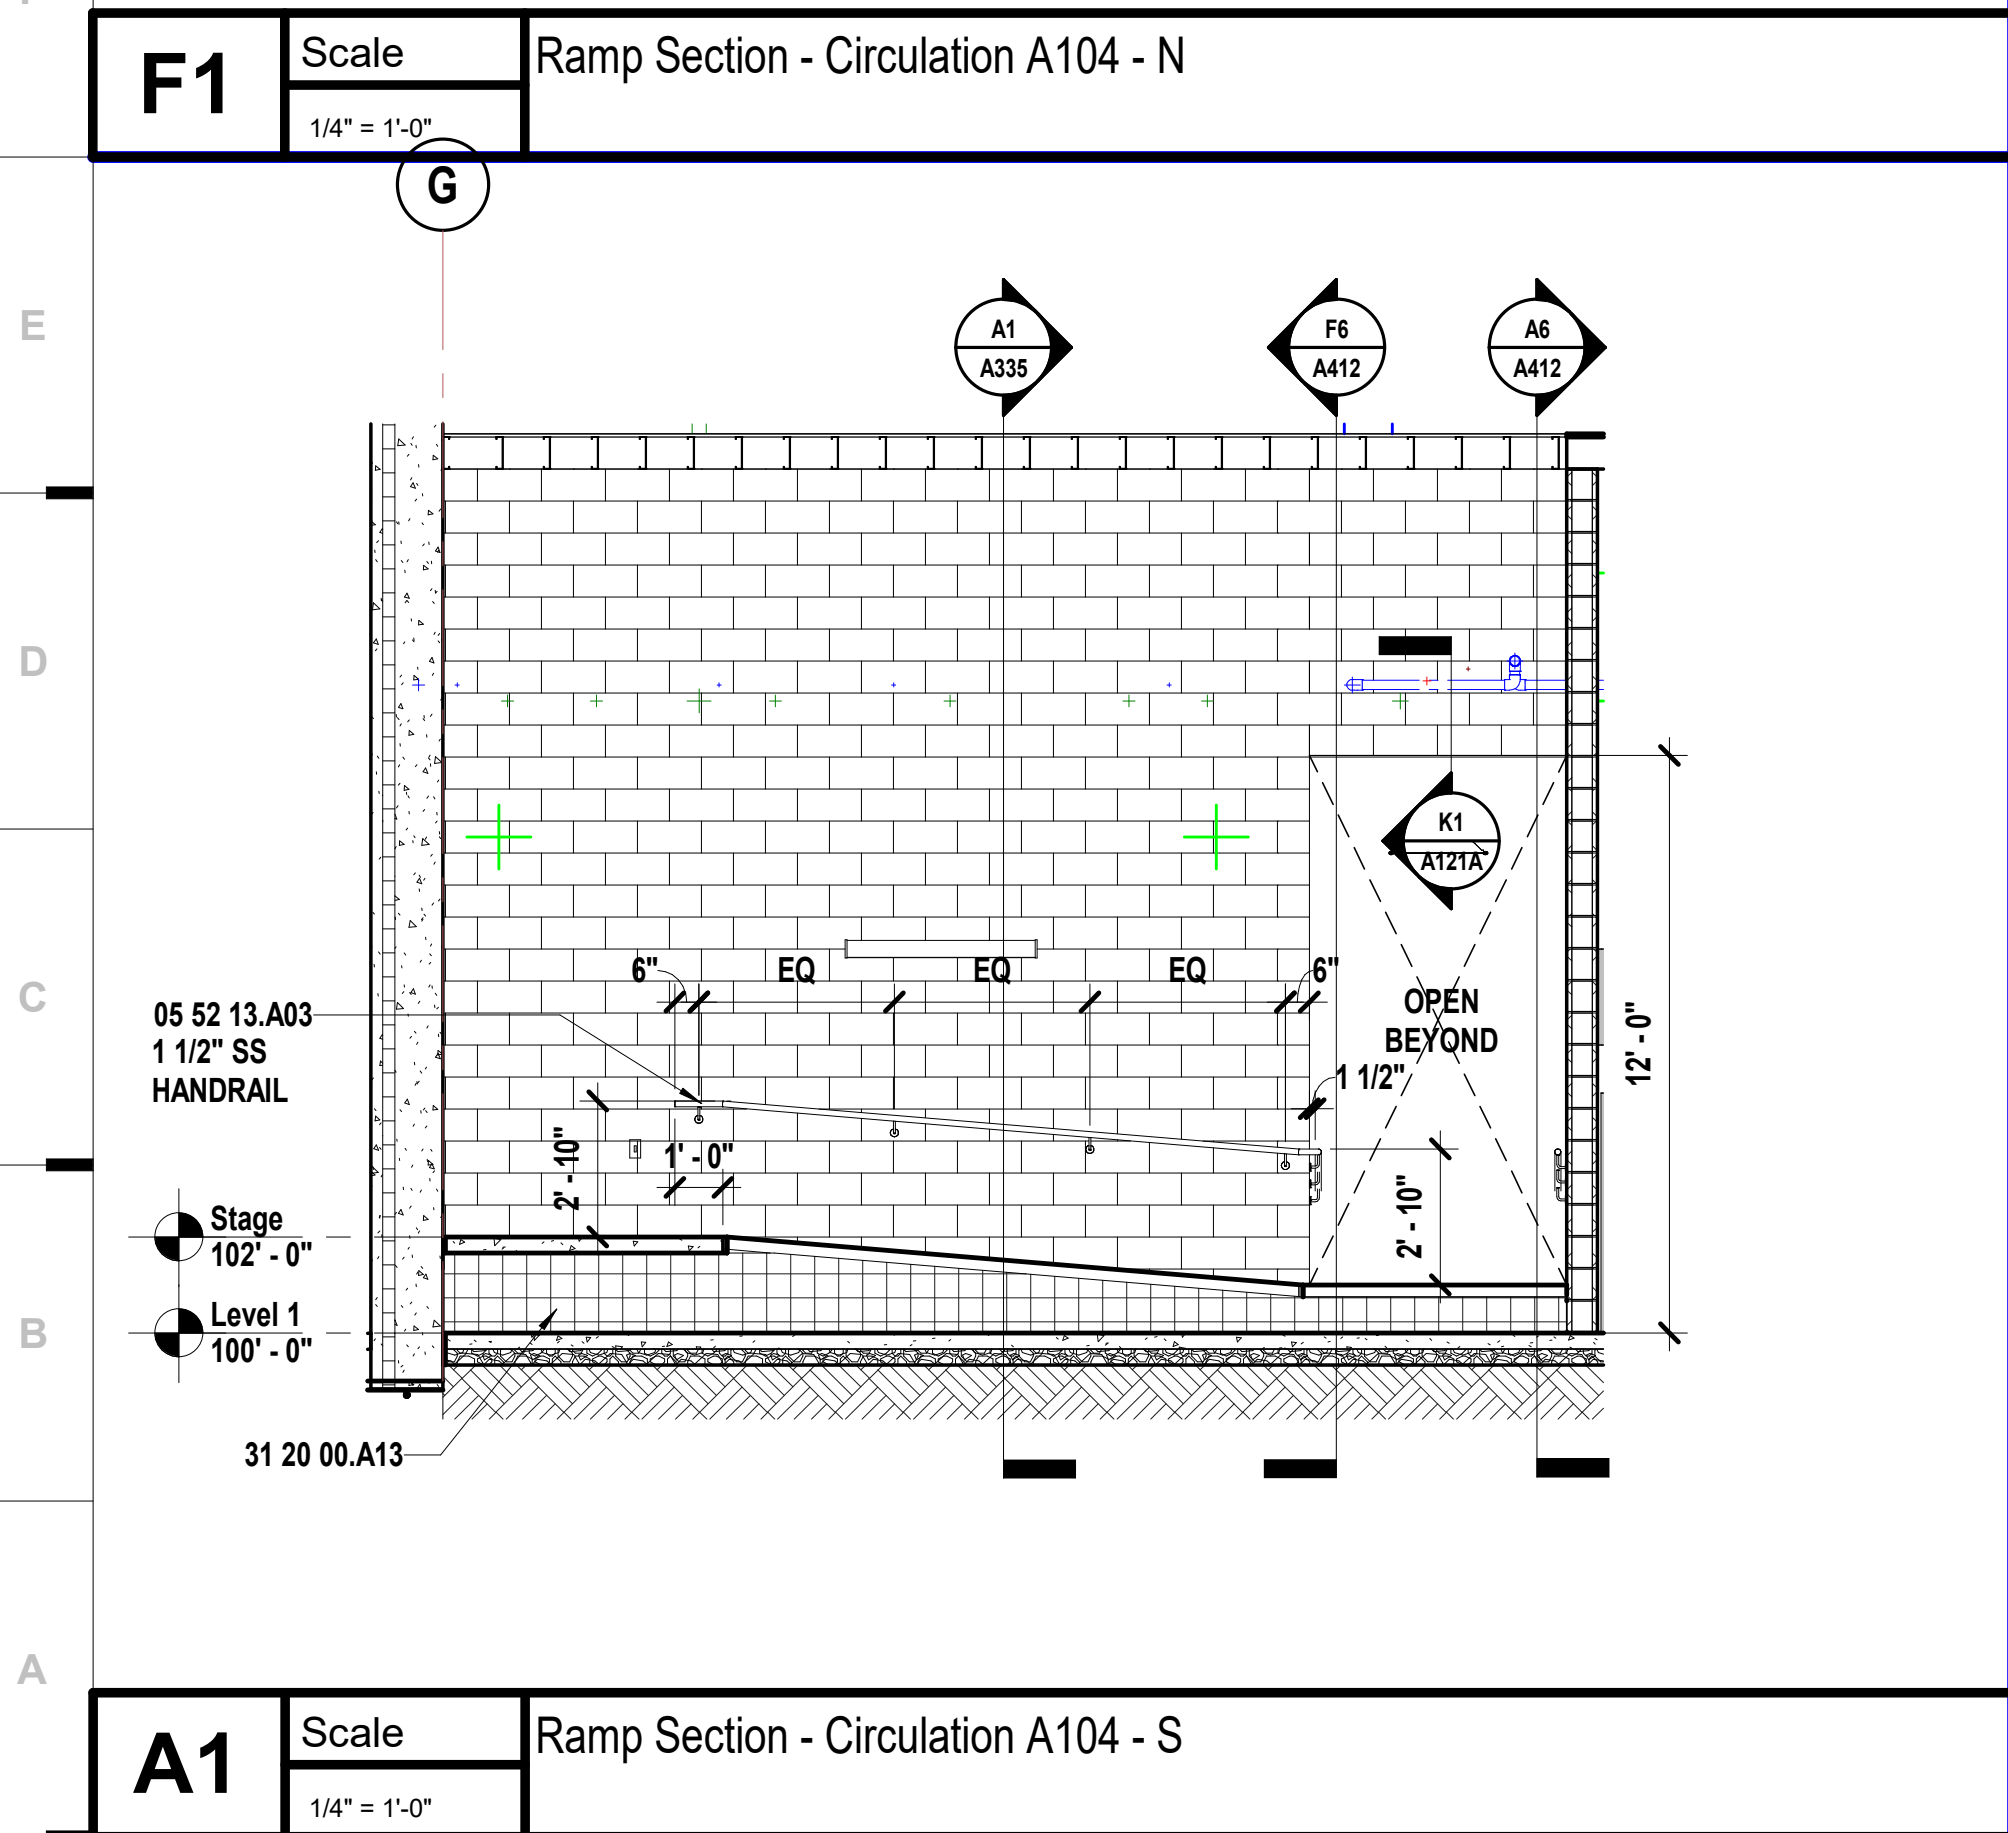 F1
Scale
1/4" = 1'-0"
Ramp Section - Circulation A104 - N
G
E
A1
A335
F6
A412
A6
A412
D
K1
A121A
C
6"
EQ
EQ
EQ
6"
OPEN
BEYOND
05 52 13.A03
1 1/2" SS
HANDRAIL
12' - 0"
1 1/2"
2' - 10"
1' - 0"
2' - 10"
Stage
102' - 0"
Level 1
100' - 0"
B
31 20 00.A13
A
A1
Scale
1/4" = 1'-0"
Ramp Section - Circulation A104 - S